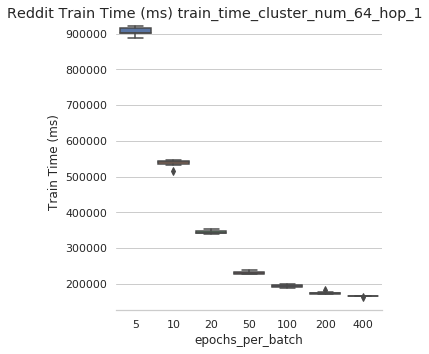 Reddit Train Time (ms) train_time_cluster_num_64_hop_1
900000
800000
700000
600000
500000
400000
300000
200000
Train Time (ms)
5 10 20 50 100 200 400
epochs_per_batch